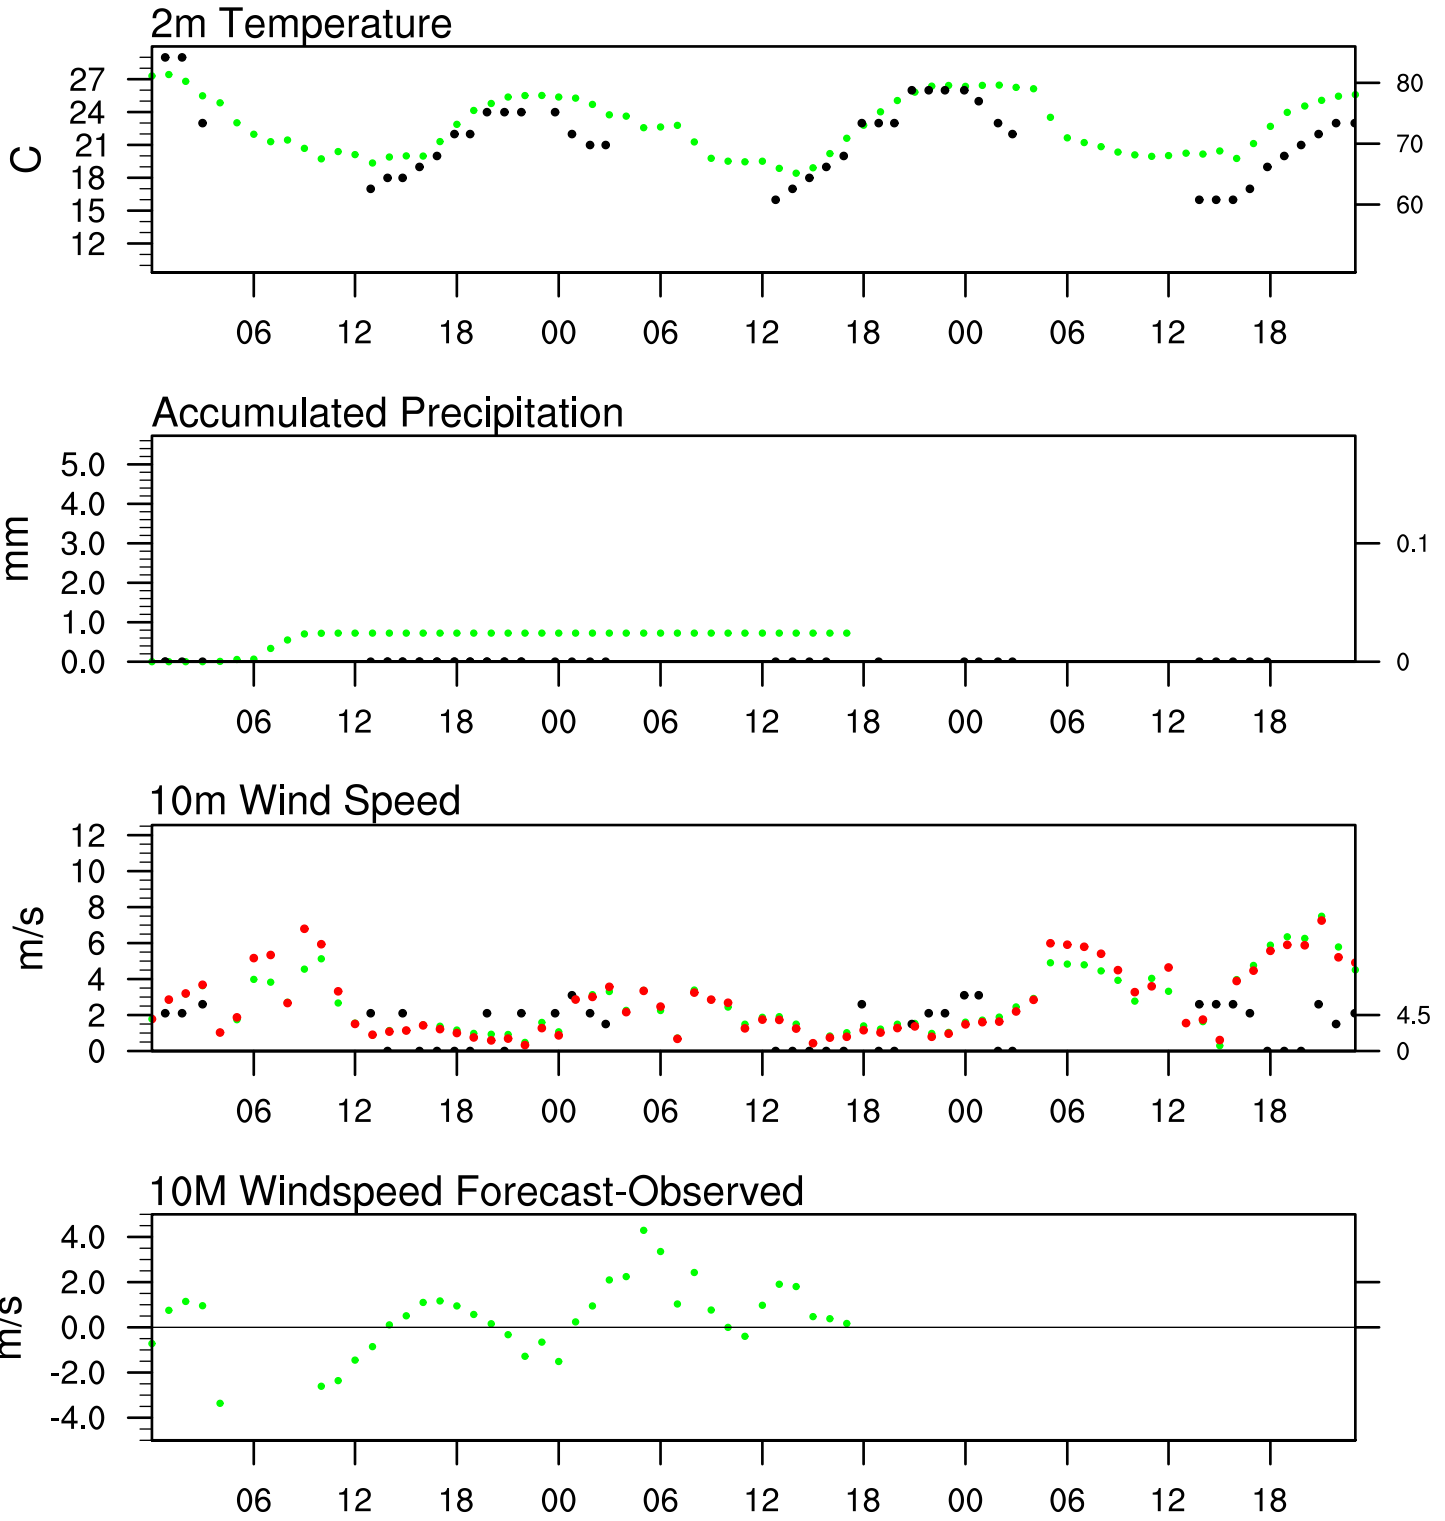 2m Temperature
27
24
21
18
15
12
C
80
70
60
06 12 18 00 06 12 18 00 06 12 18
Accumulated Precipitation
5.0
4.0
3.0
2.0
1.0
0.0
mm
0.1
0
06 12 18 00 06 12 18 00 06 12 18
10m Wind Speed
12
10
8
6
4
2
0
m/s
4.5
0
06 12 18 00 06 12 18 00 06 12 18
10M Windspeed Forecast-Observed
4.0
2.0
0.0
-2.0
-4.0
m/s
06 12 18 00 06 12 18 00 06 12 18